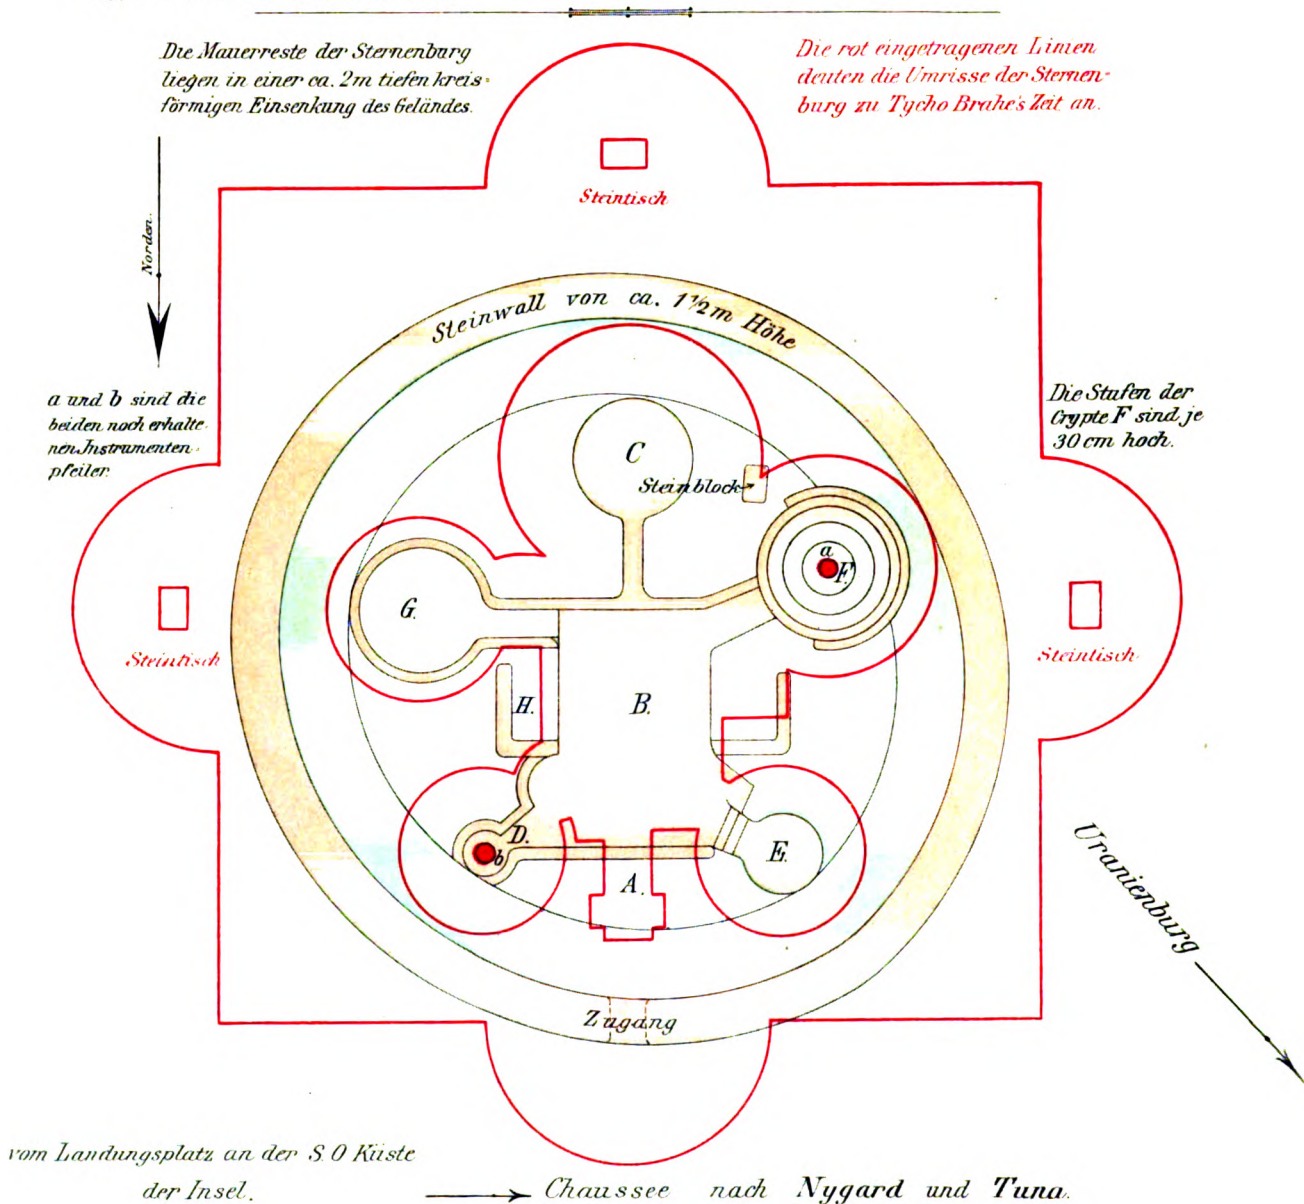 Die Mauerreste der Sternenburg
liegen in einer ca. 2m tiefen kreis-
förmigen Einsenkung des Geländes.
Die rot eingetragenen Linien
deuten die Umrisse der Sternen-
burg zu Tycho Brahe's Zeit an.
Steintisch
Norden.
Steinwall von ca. 1½m Höhe
a und b sind die
beiden noch erhalte-
nen Instrumenten-
pfeiler.
Die Stufen der
Crypte F sind je
30 cm hoch.
C
Steinblock
a
F.
G.
Steintisch
Steintisch
H.
B.
D.
b
E.
A.
Uranienburg
Zugang
vom Landungsplatz an der S.O Küste
der Insel.
Chaussee nach Nygard und Tuna.